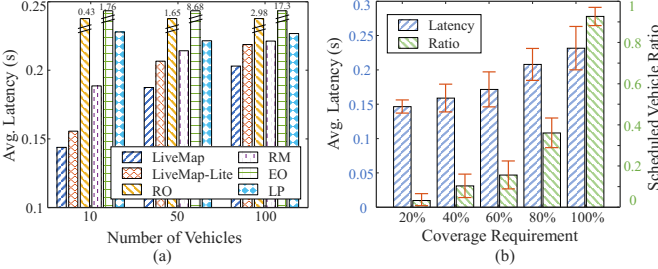 0.25
0.2
0.15
0.1
Avg. Latency (s)
0.43
1.76
1.65
8.68
2.98
17.3
LiveMap
LiveMap-Lite
RO
RM
EO
LP
10
50
100
Number of Vehicles
(a)
0.3
0.25
0.2
0.15
0.1
0.05
0
Avg. Latency (s)
Latency
Ratio
1
0.8
0.6
0.4
0.2
0
Scheduled Vehicle Ratio
20%
40%
60%
80%
100%
Coverage Requirement
(b)